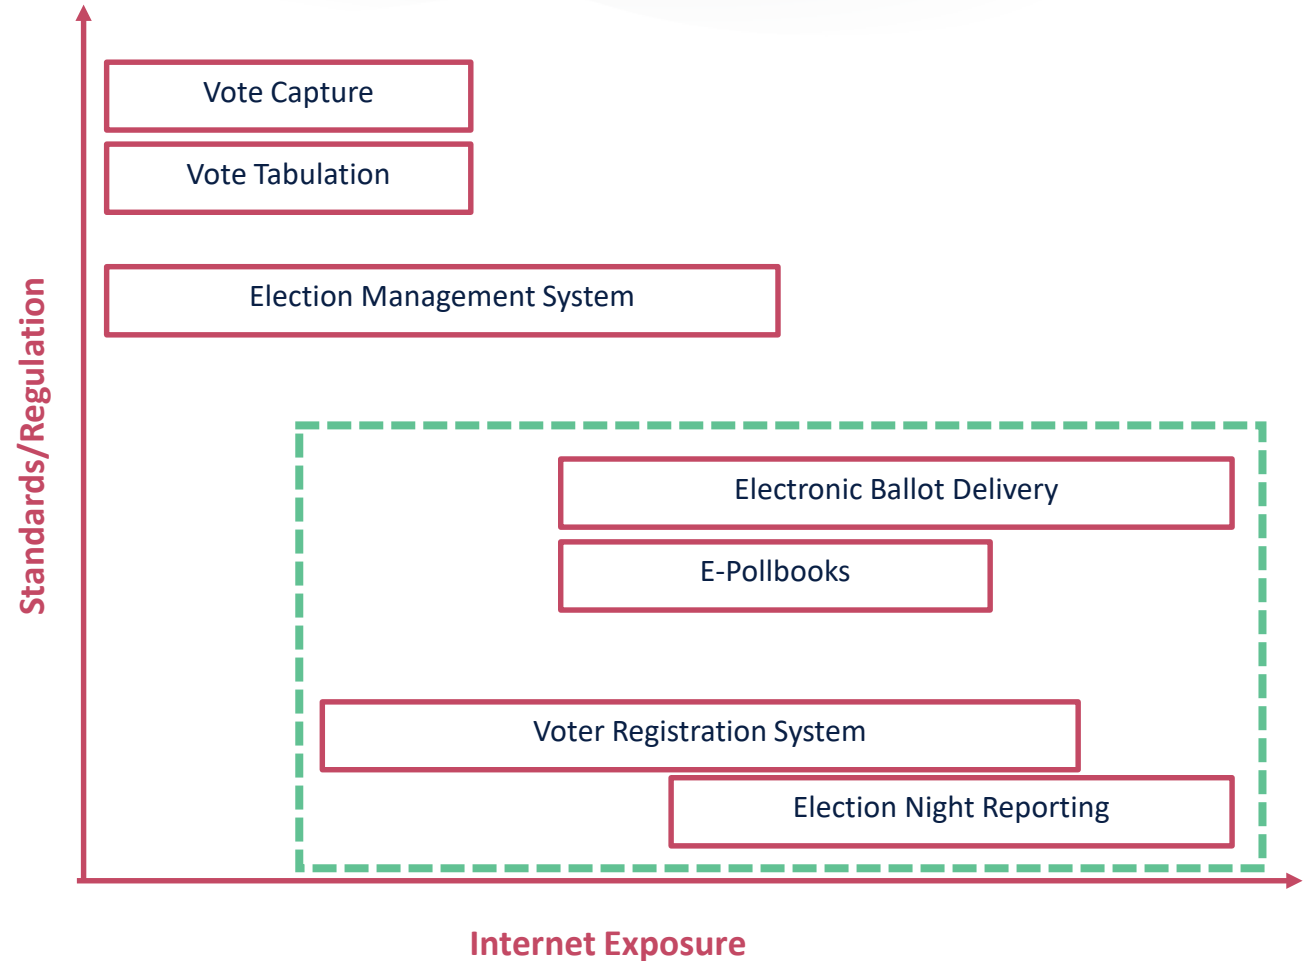 Vote Capture
Vote Tabulation
Election Management System
Standards/Regulation
Electronic Ballot Delivery
E-Pollbooks
Voter Registration System
Election Night Reporting
Internet Exposure